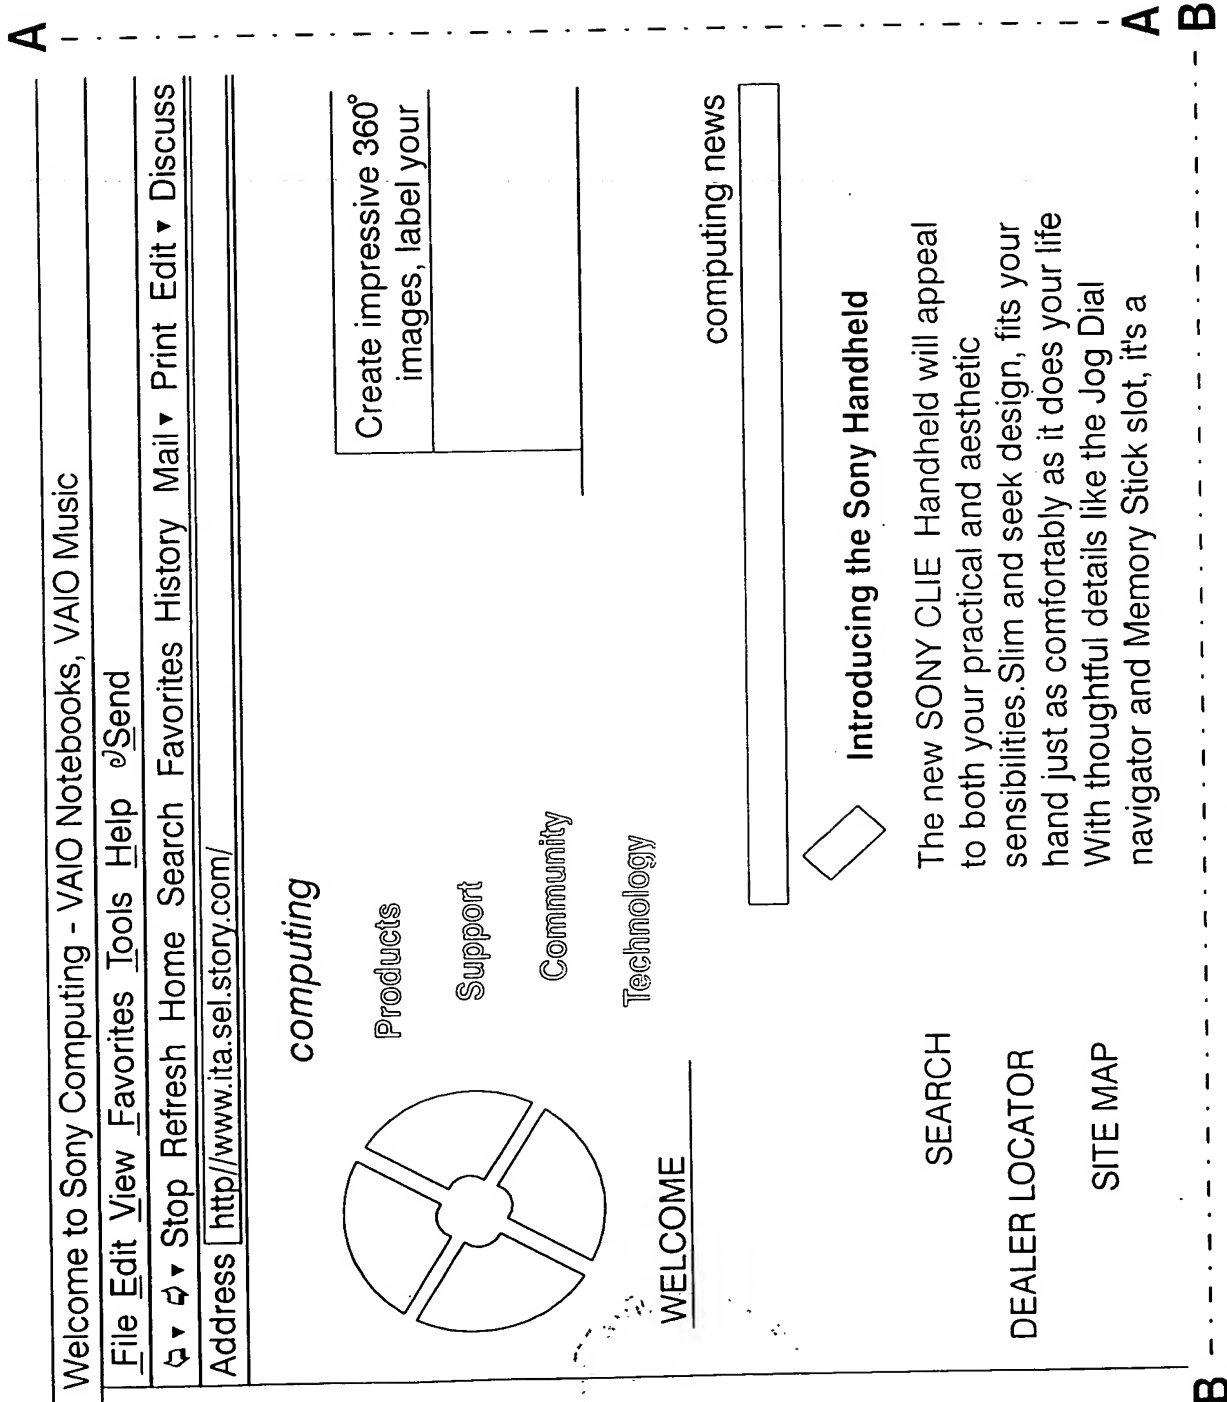 A
A
Welcome to Sony Computing - VAIO Notebooks, VAIO Music
File Edit View Favorites Tools Help Send
Stop Refresh Home Search Favorites History Mail Print Edit Discuss
Address http//www.ita.sel.story.com/
computing
Products
Support
Community
Technology
Create impressive 360°
images, label your
WELCOME
computing news
Introducing the Sony Handheld
SEARCH
DEALER LOCATOR
SITE MAP
The new SONY CLIE Handheld will appeal
to both your practical and aesthetic
sensibilities.Slim and seek design, fits your
hand just as comfortably as it does your life
With thoughtful details like the Jog Dial
navigator and Memory Stick slot, it's a
B
B